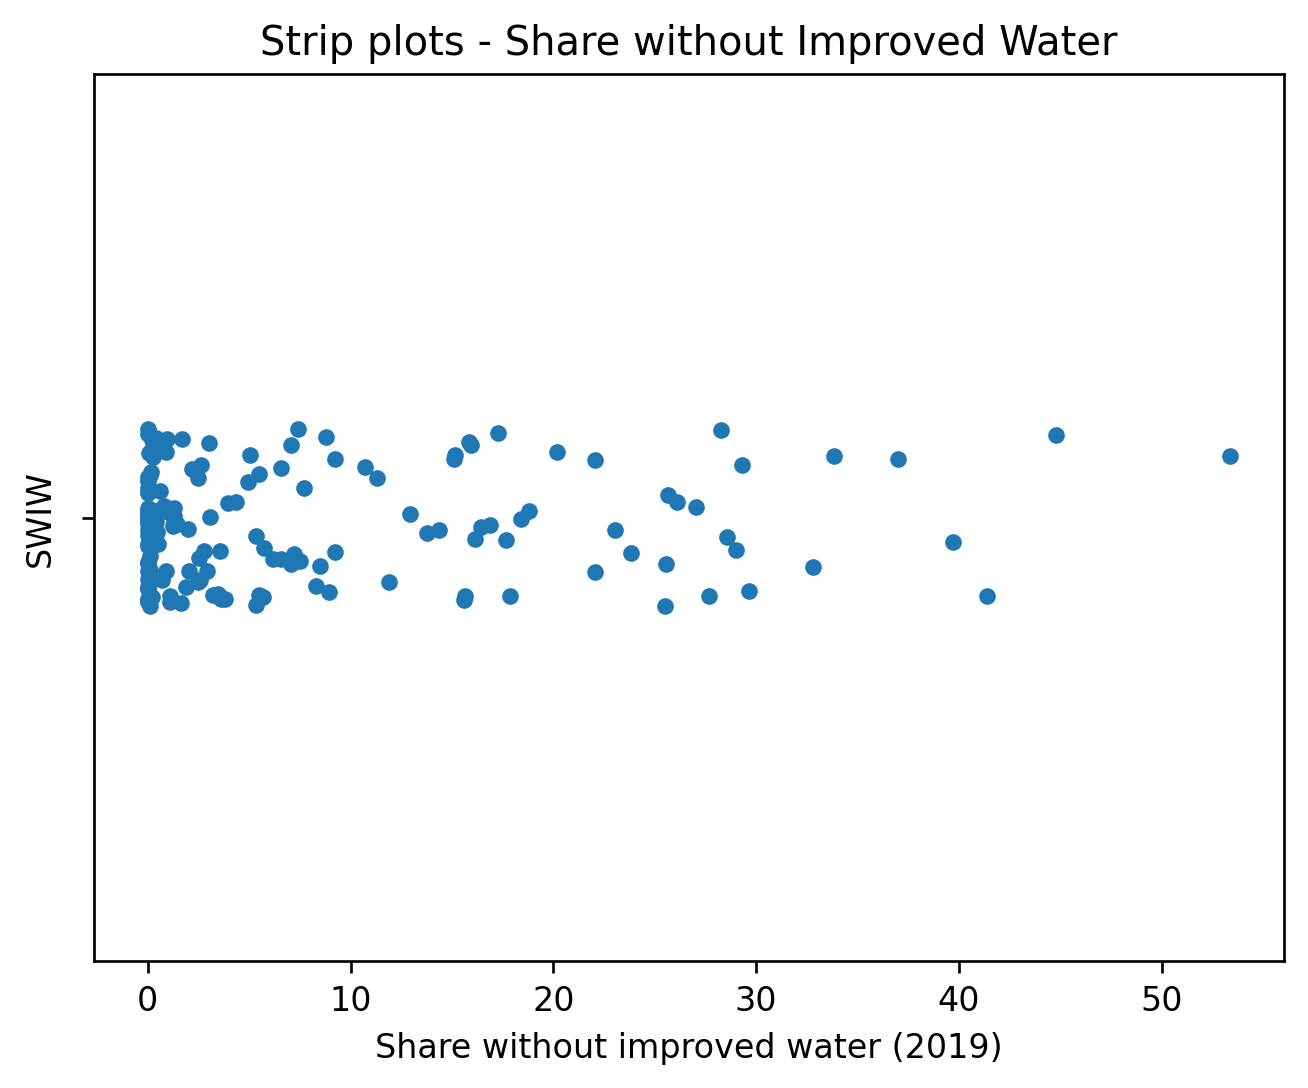 Strip plots - Share without Improved Water
SWIW
0 10 20 30 40 50
Share without improved water (2019)